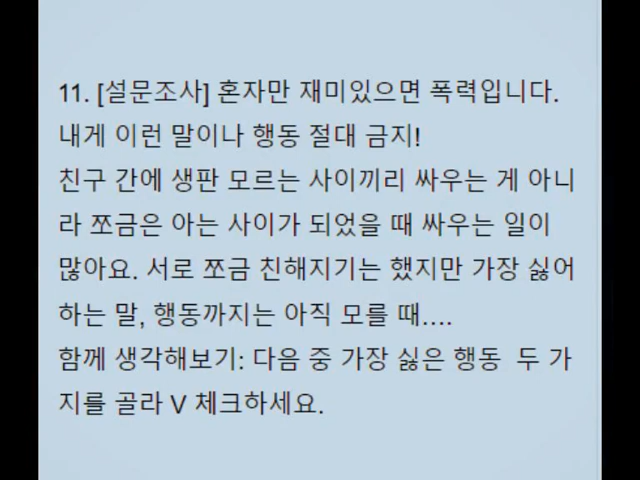 11. [설문조사] 혼자만 재미있으면 폭력입니다.
내게 이런 말이나 행동 절대 금지!
친구 간에 생판 모르는 사이끼리 싸우는 게 아니
라 쪼금은 아는 사이가 되었을 때 싸우는 일이
많아요. 서로 쪼금 친해지기는 했지만 가장 싫어
하는 말, 행동까지는 아직 모를 때....
함께 생각해보기: 다음 중 가장 싫은 행동 두 가
지를 골라 V 체크하세요.